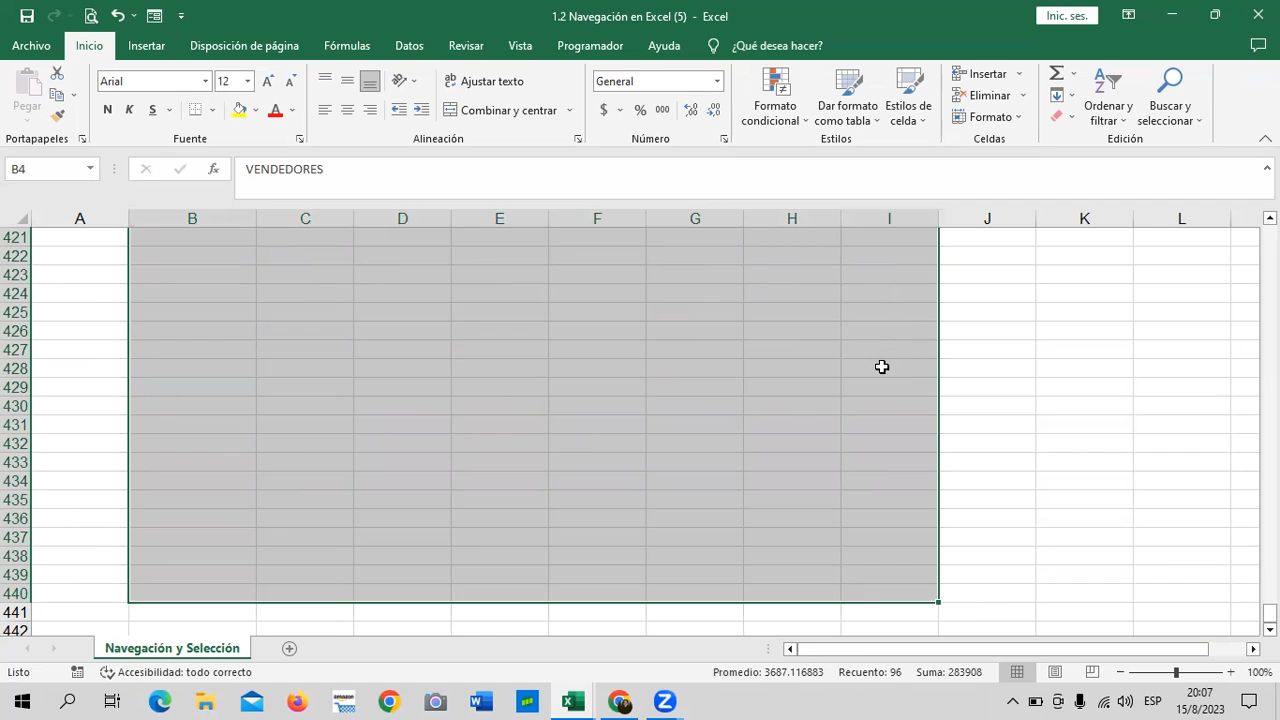 1.2 Navegación en Excel (5) - Excel
Inic. ses.
Archivo Inicio Insertar Disposición de página Fórmulas Datos Revisar Vista Programador Ayuda ¿Qué desea hacer?
Pegar
Arial 12
N K S
Ajustar texto
Combinar y centrar
General
$ % 000
Formato condicional
Dar formato como tabla
Estilos de celda
Insertar
Eliminar
Formato
Ordenar y filtrar
Buscar y seleccionar
Portapapeles Fuente Alineación Número Estilos Celdas Edición
B4 fx VENDEDORES
A B C D E F G H I J K L
421
422
423
424
425
426
427
428
429
430
431
432
433
434
435
436
437
438
439
440
441
442
Navegación y Selección
Listo Accesibilidad: todo correcto Promedio: 3687.116883 Recuento: 96 Suma: 283908 100%
ESP 20:07
15/8/2023